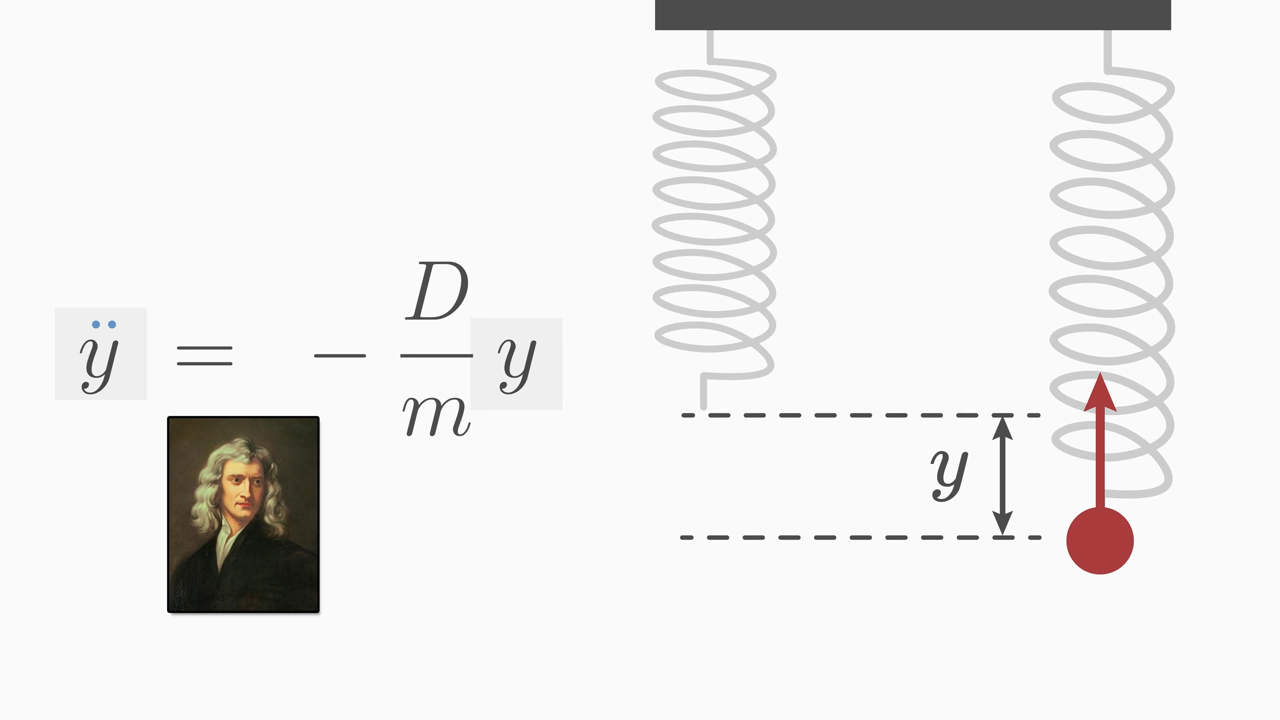 ÿ = − D/m y
y